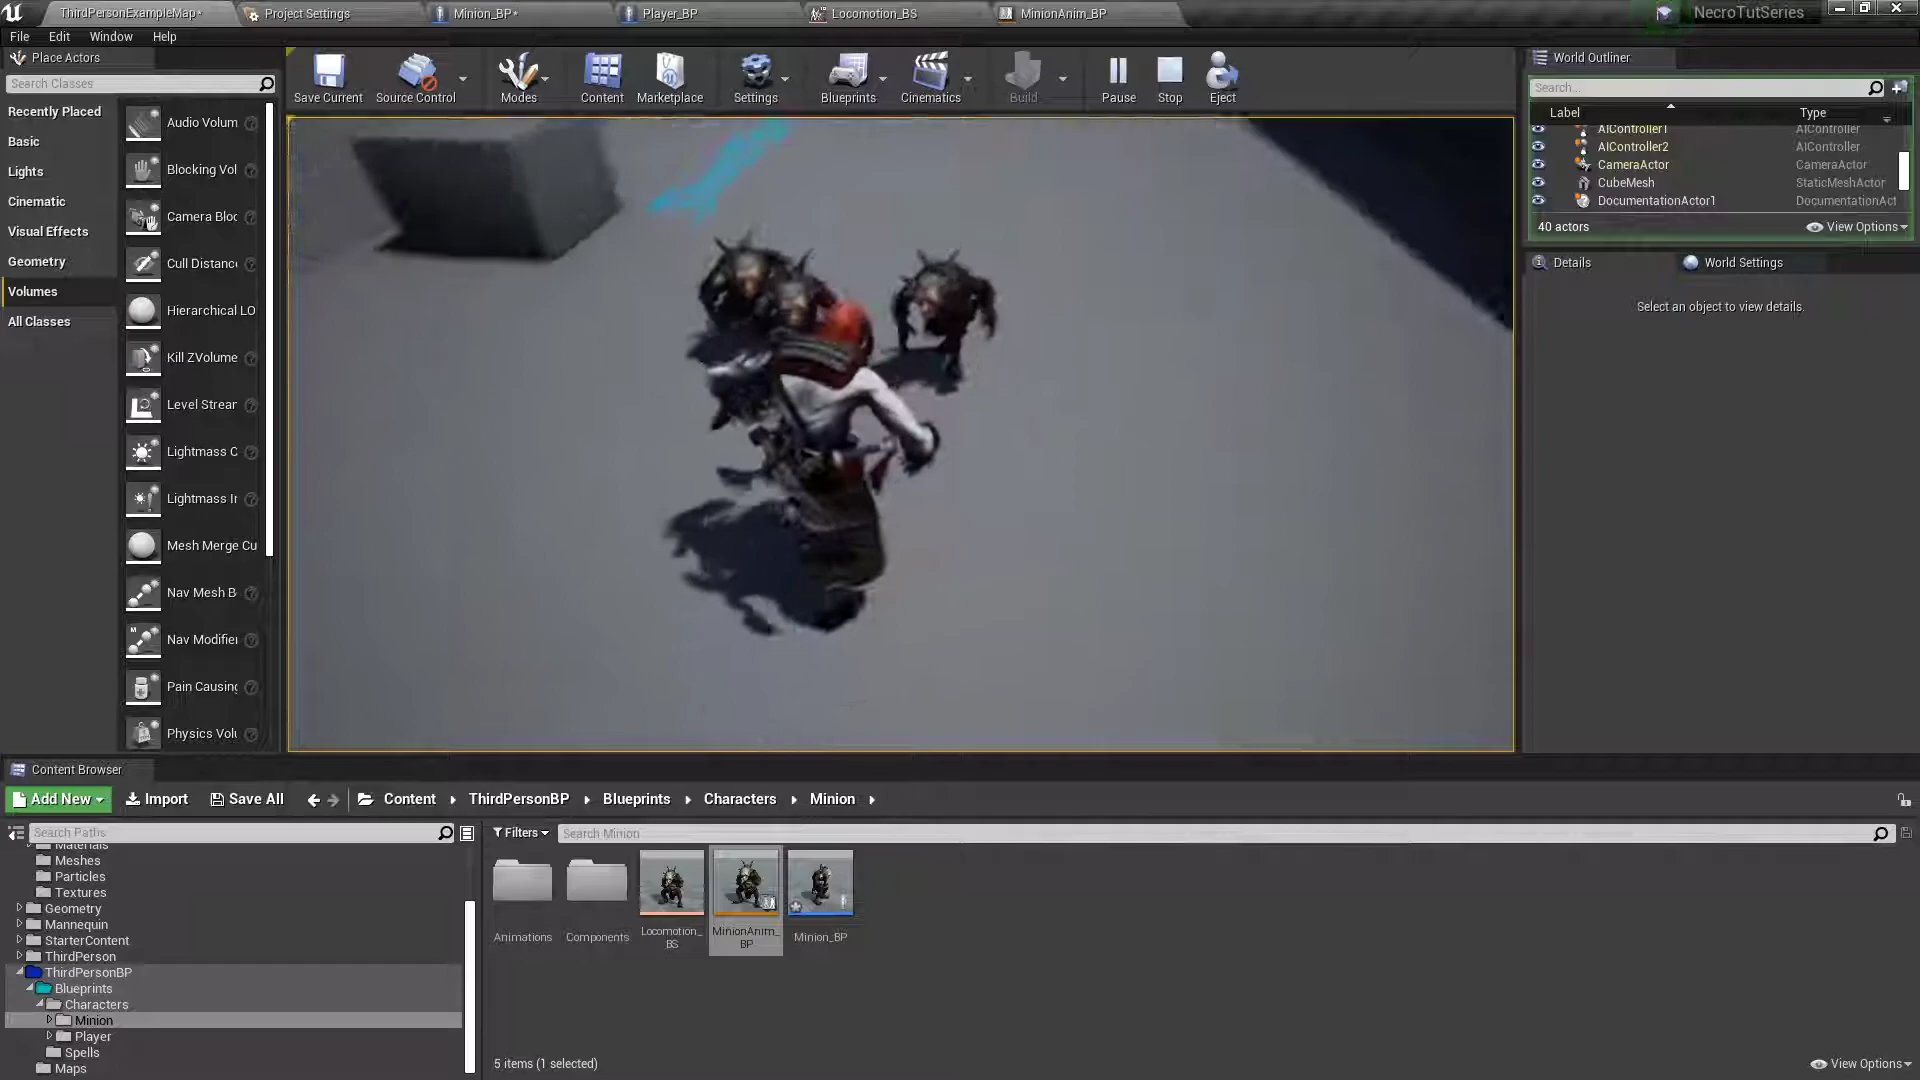 ThirdPersonExampleMap*
Project Settings
Minion_BP*
Player_BP
Locomotion_BS
MinionAnim_BP
NecroTutSeries
File
Edit
Window
Help
Place Actors
Search Classes
Recently Placed
Basic
Lights
Cinematic
Visual Effects
Geometry
Volumes
All Classes
Audio Volum
Blocking Vol
Camera Bloc
Cull Distance
Hierarchical LO
Kill ZVolume
Level Strear
Lightmass C
Lightmass Ir
Mesh Merge Cu
Nav Mesh B
Nav Modifier
Pain Causing
Physics Volu
Save Current
Source Control
Modes
Content
Marketplace
Settings
Blueprints
Cinematics
Build
Pause
Stop
Eject
World Outliner
Search...
Label
Type
AIController1
AIController
AIController2
AIController
CameraActor
CameraActor
CubeMesh
StaticMeshActor
DocumentationActor1
DocumentationAct
40 actors
View Options
Details
World Settings
Select an object to view details.
Content Browser
Add New
Import
Save All
Content
ThirdPersonBP
Blueprints
Characters
Minion
Search Paths
Filters
Search Minion
Materials
Meshes
Particles
Textures
Geometry
Mannequin
StarterContent
ThirdPerson
ThirdPersonBP
Blueprints
Characters
Minion
Player
Spells
Maps
Animations
Components
Locomotion_
BS
MinionAnim_
BP
Minion_BP
5 items (1 selected)
View Options